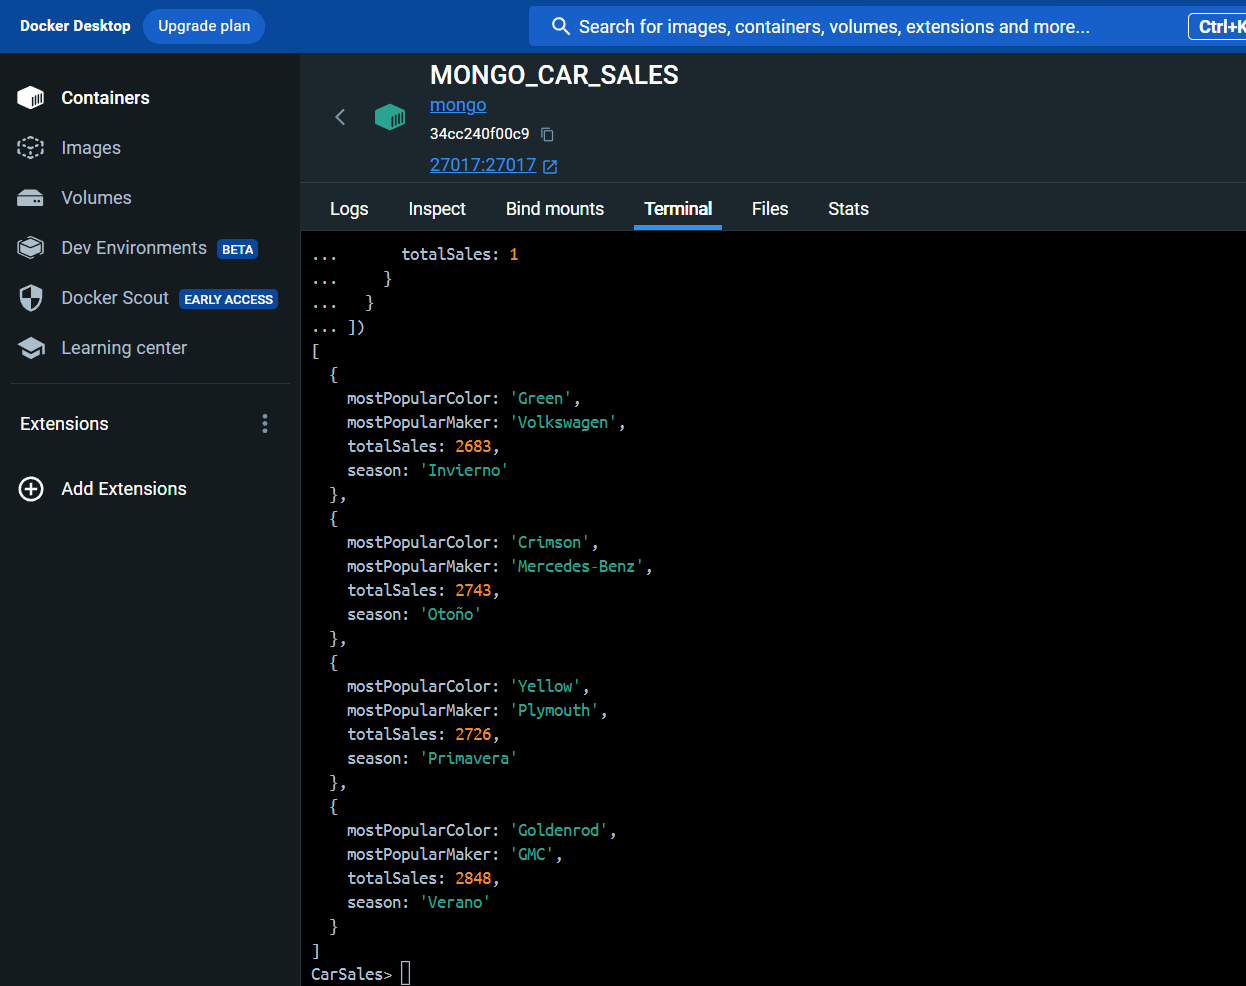 Docker Desktop Upgrade plan Search for images, containers, volumes, extensions and more... Ctrl+K
Containers
Images
Volumes
Dev Environments BETA
Docker Scout EARLY ACCESS
Learning center
Extensions
Add Extensions
MONGO_CAR_SALES
mongo
34cc240f00c9
27017:27017
Logs Inspect Bind mounts Terminal Files Stats
...       totalSales: 1
...     }
...   }
... ])
[
  {
    mostPopularColor: 'Green',
    mostPopularMaker: 'Volkswagen',
    totalSales: 2683,
    season: 'Invierno'
  },
  {
    mostPopularColor: 'Crimson',
    mostPopularMaker: 'Mercedes-Benz',
    totalSales: 2743,
    season: 'Otoño'
  },
  {
    mostPopularColor: 'Yellow',
    mostPopularMaker: 'Plymouth',
    totalSales: 2726,
    season: 'Primavera'
  },
  {
    mostPopularColor: 'Goldenrod',
    mostPopularMaker: 'GMC',
    totalSales: 2848,
    season: 'Verano'
  }
]
CarSales>